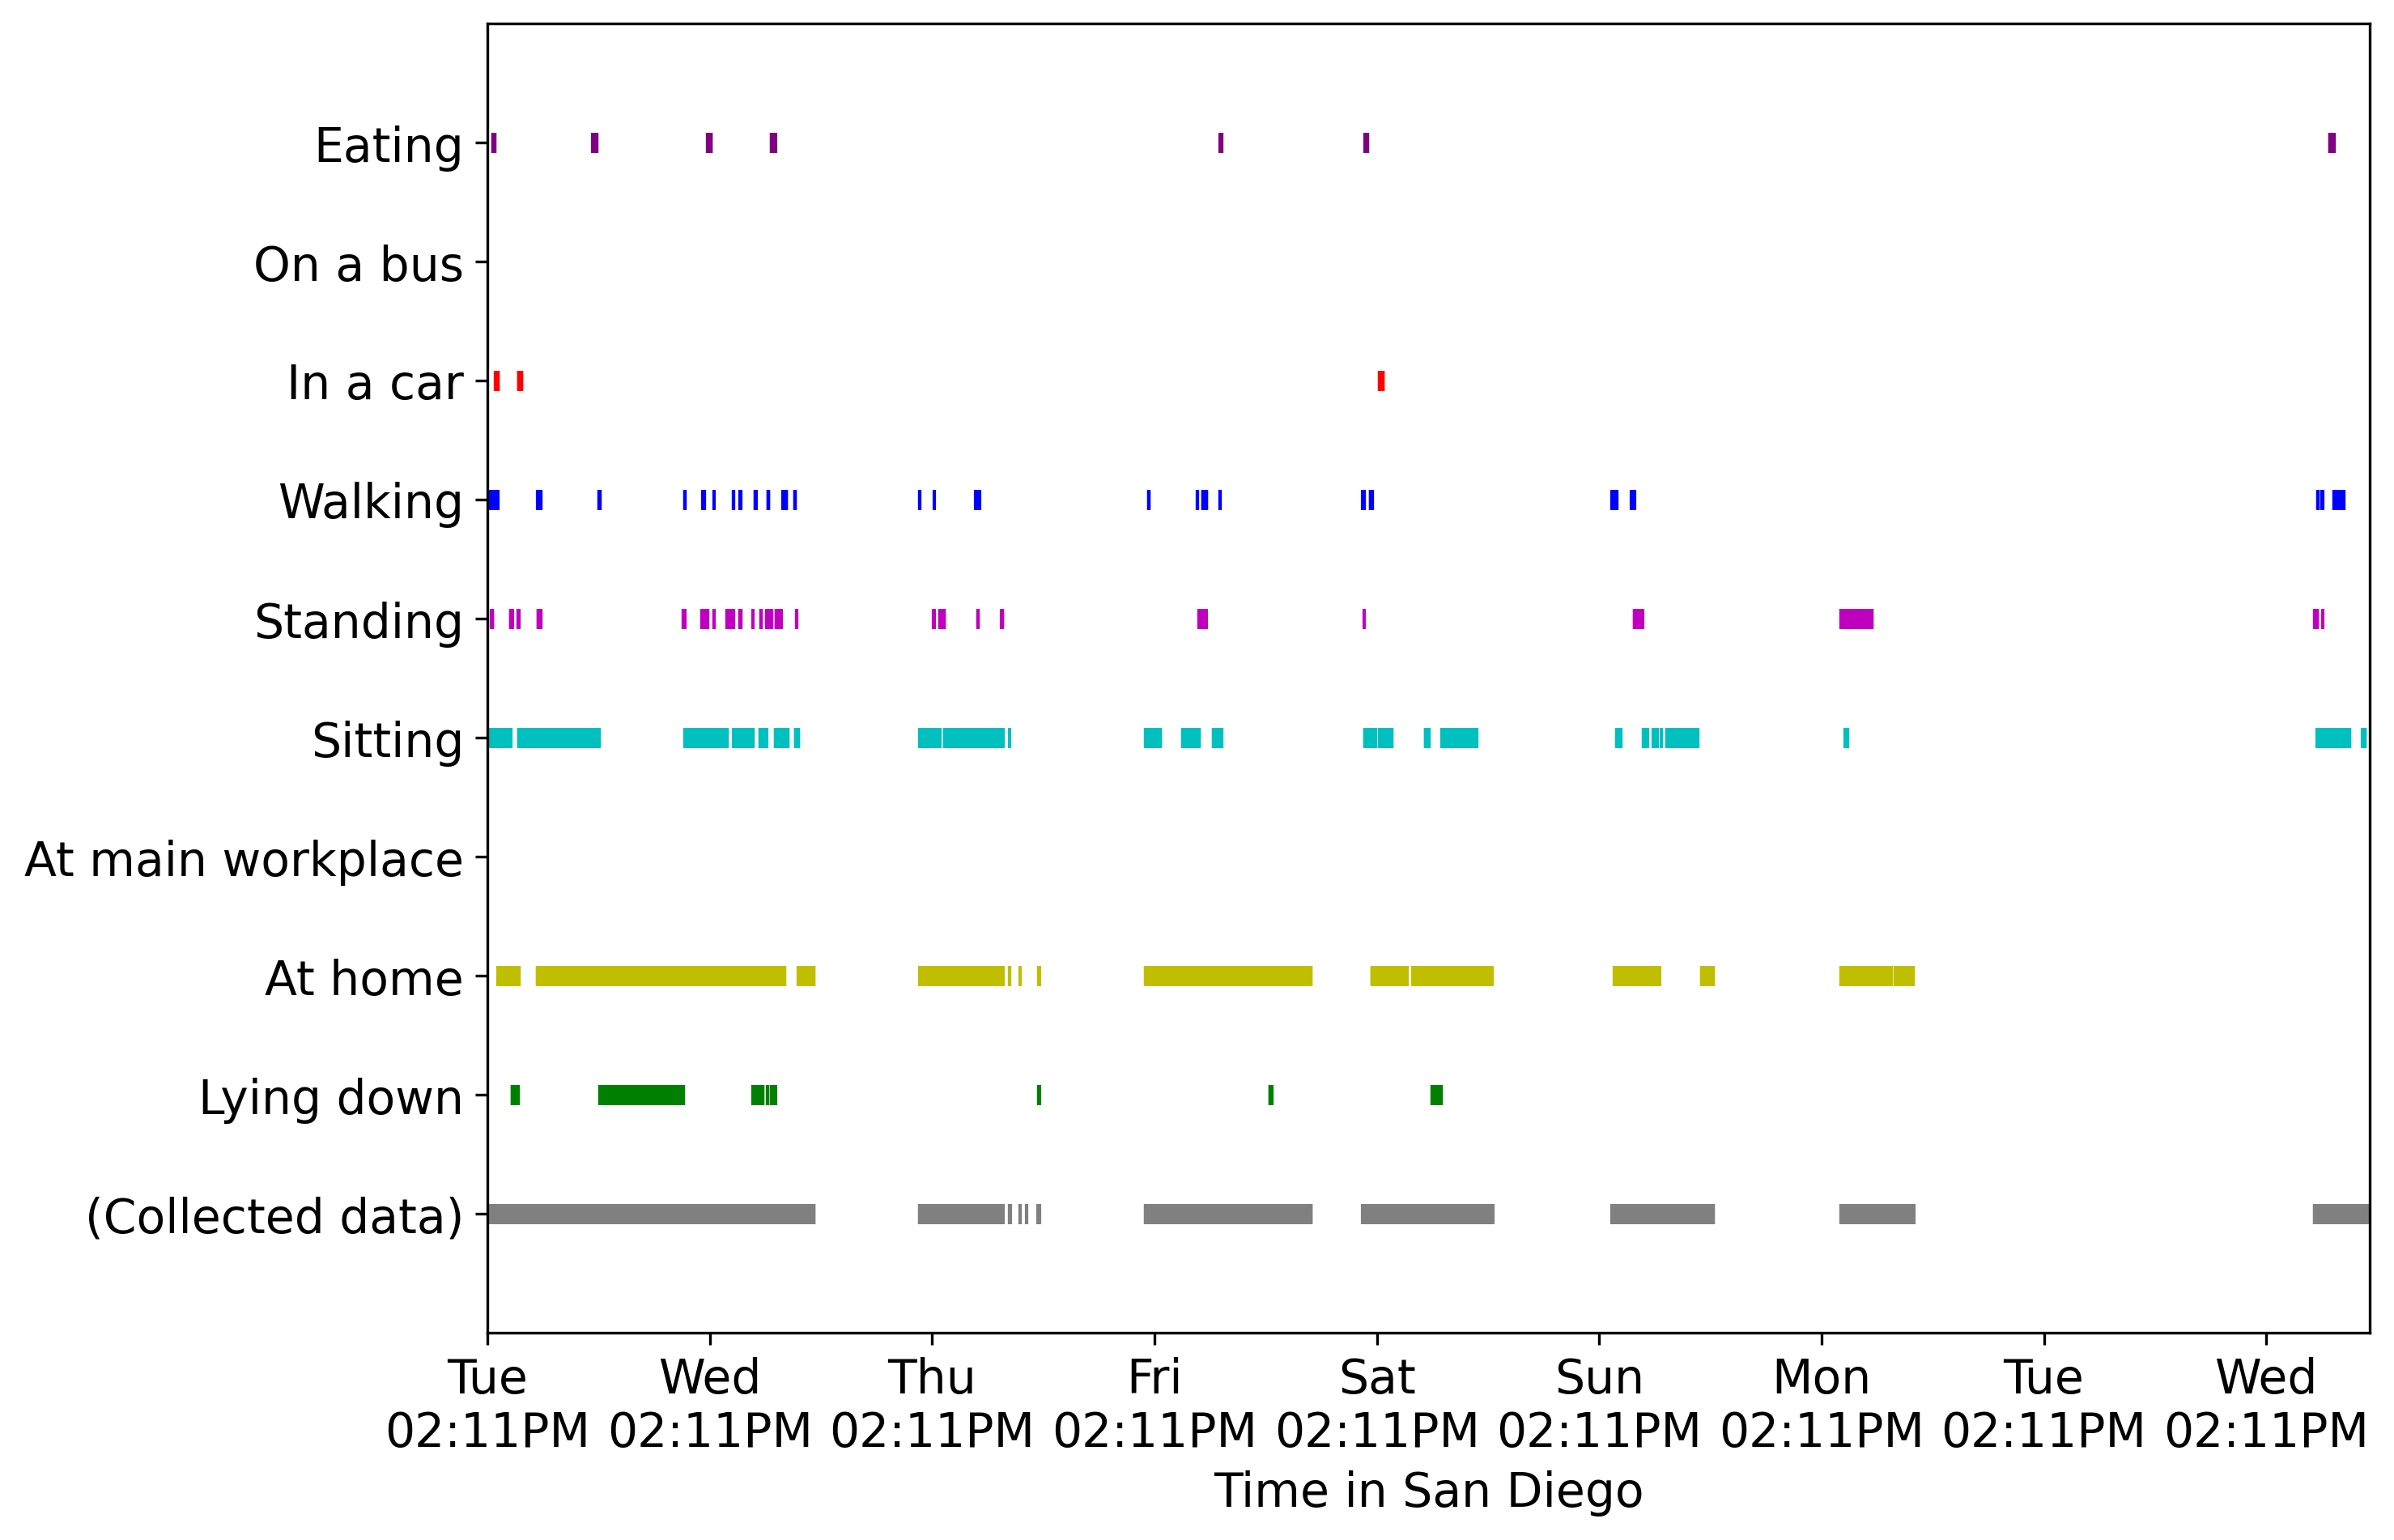 Eating
On a bus
In a car
Walking
Standing
Sitting
At main workplace
At home
Lying down
(Collected data)
Tue Wed Thu Fri Sat Sun Mon Tue Wed
02:11PM 02:11PM 02:11PM 02:11PM 02:11PM 02:11PM 02:11PM 02:11PM 02:11PM
Time in San Diego